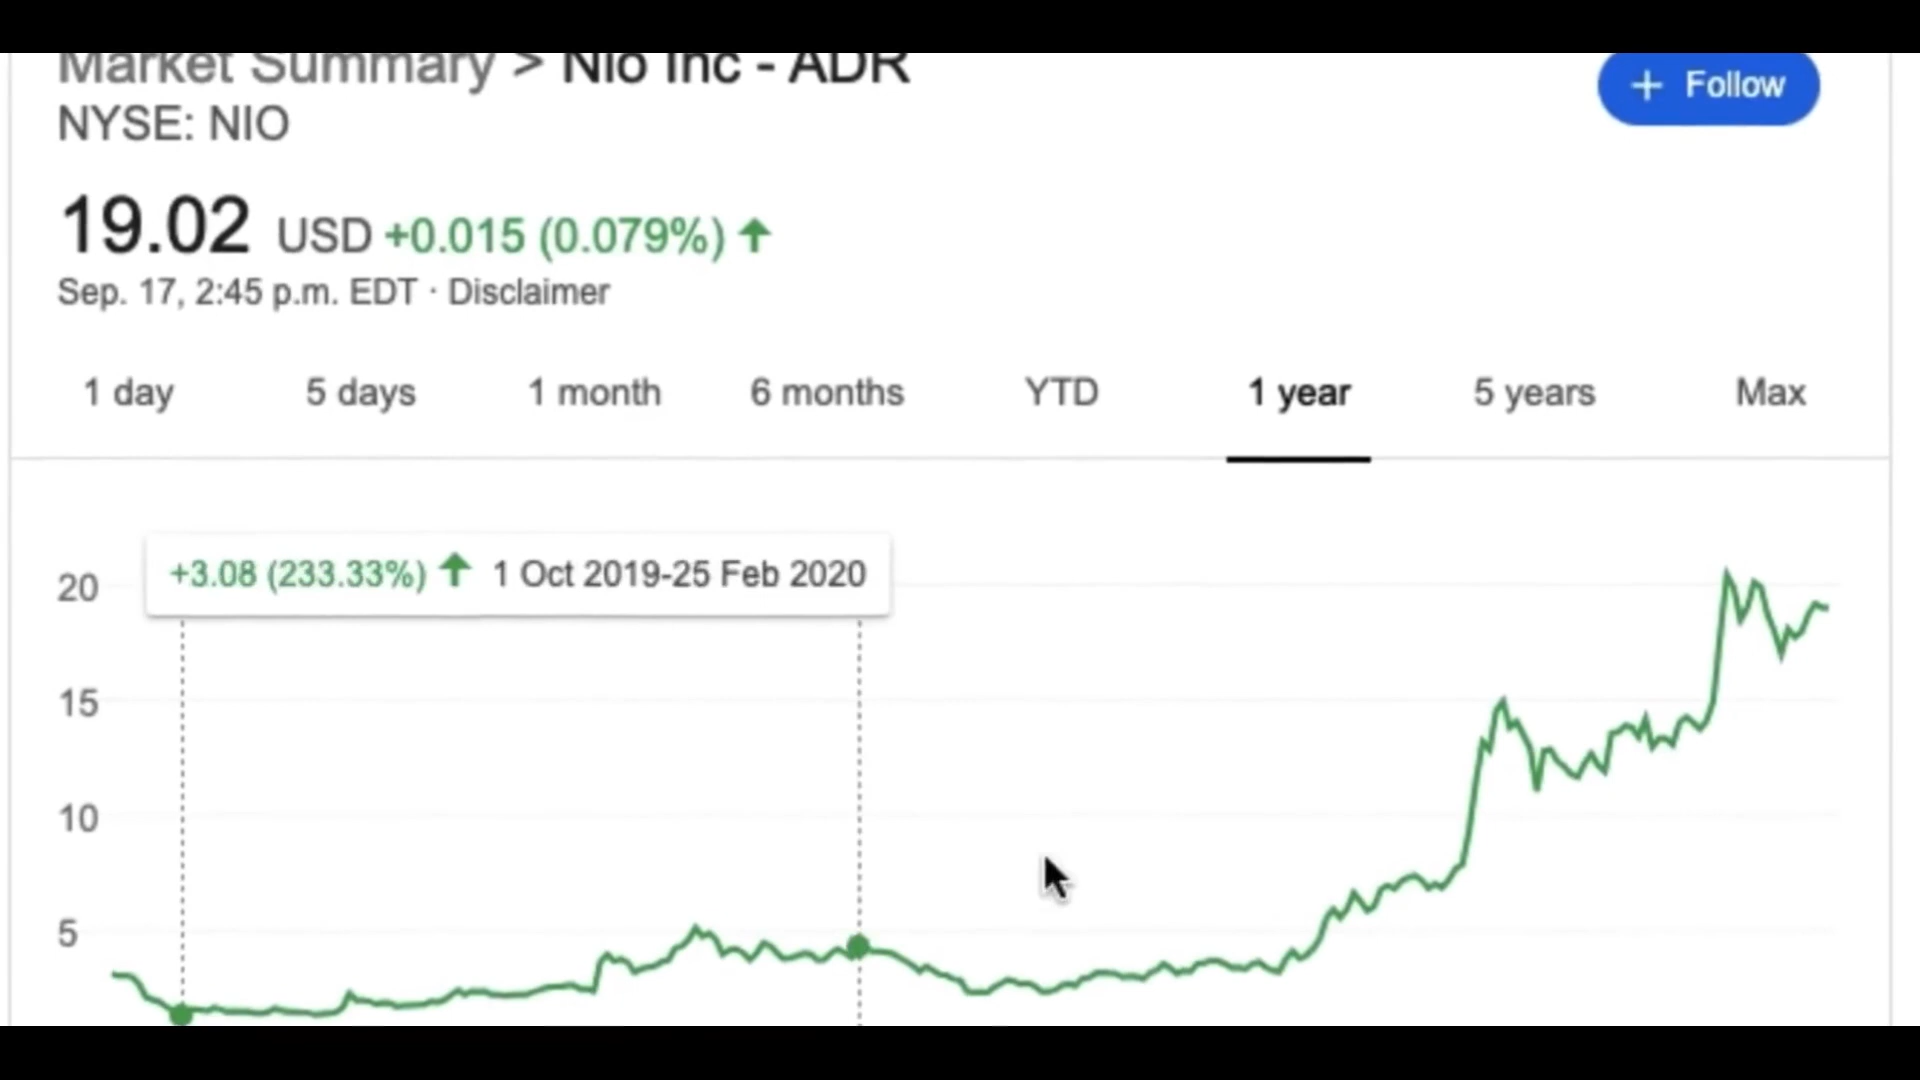 Market Summary > Nio Inc - ADR
+ Follow
NYSE: NIO
19.02 USD +0.015 (0.079%)
Sep. 17, 2:45 p.m. EDT · Disclaimer
1 day 5 days 1 month 6 months YTD 1 year 5 years Max
+3.08 (233.33%) 1 Oct 2019-25 Feb 2020
20
15
10
5